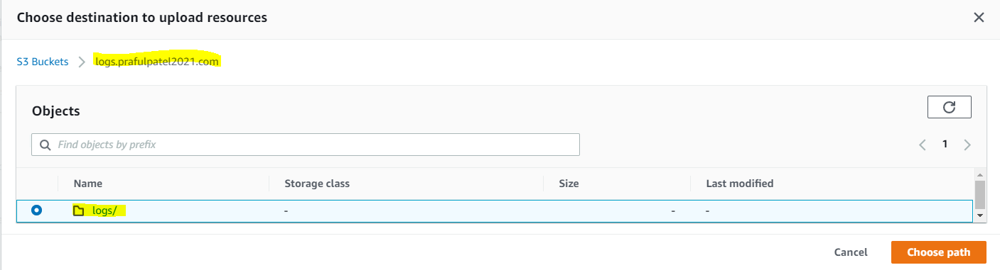 Choose destination to upload resources
S3 Buckets > logs.prafulpatel2021.com
Objects
Find objects by prefix
1
Name Storage class Size Last modified
logs/ - - -
Cancel Choose path